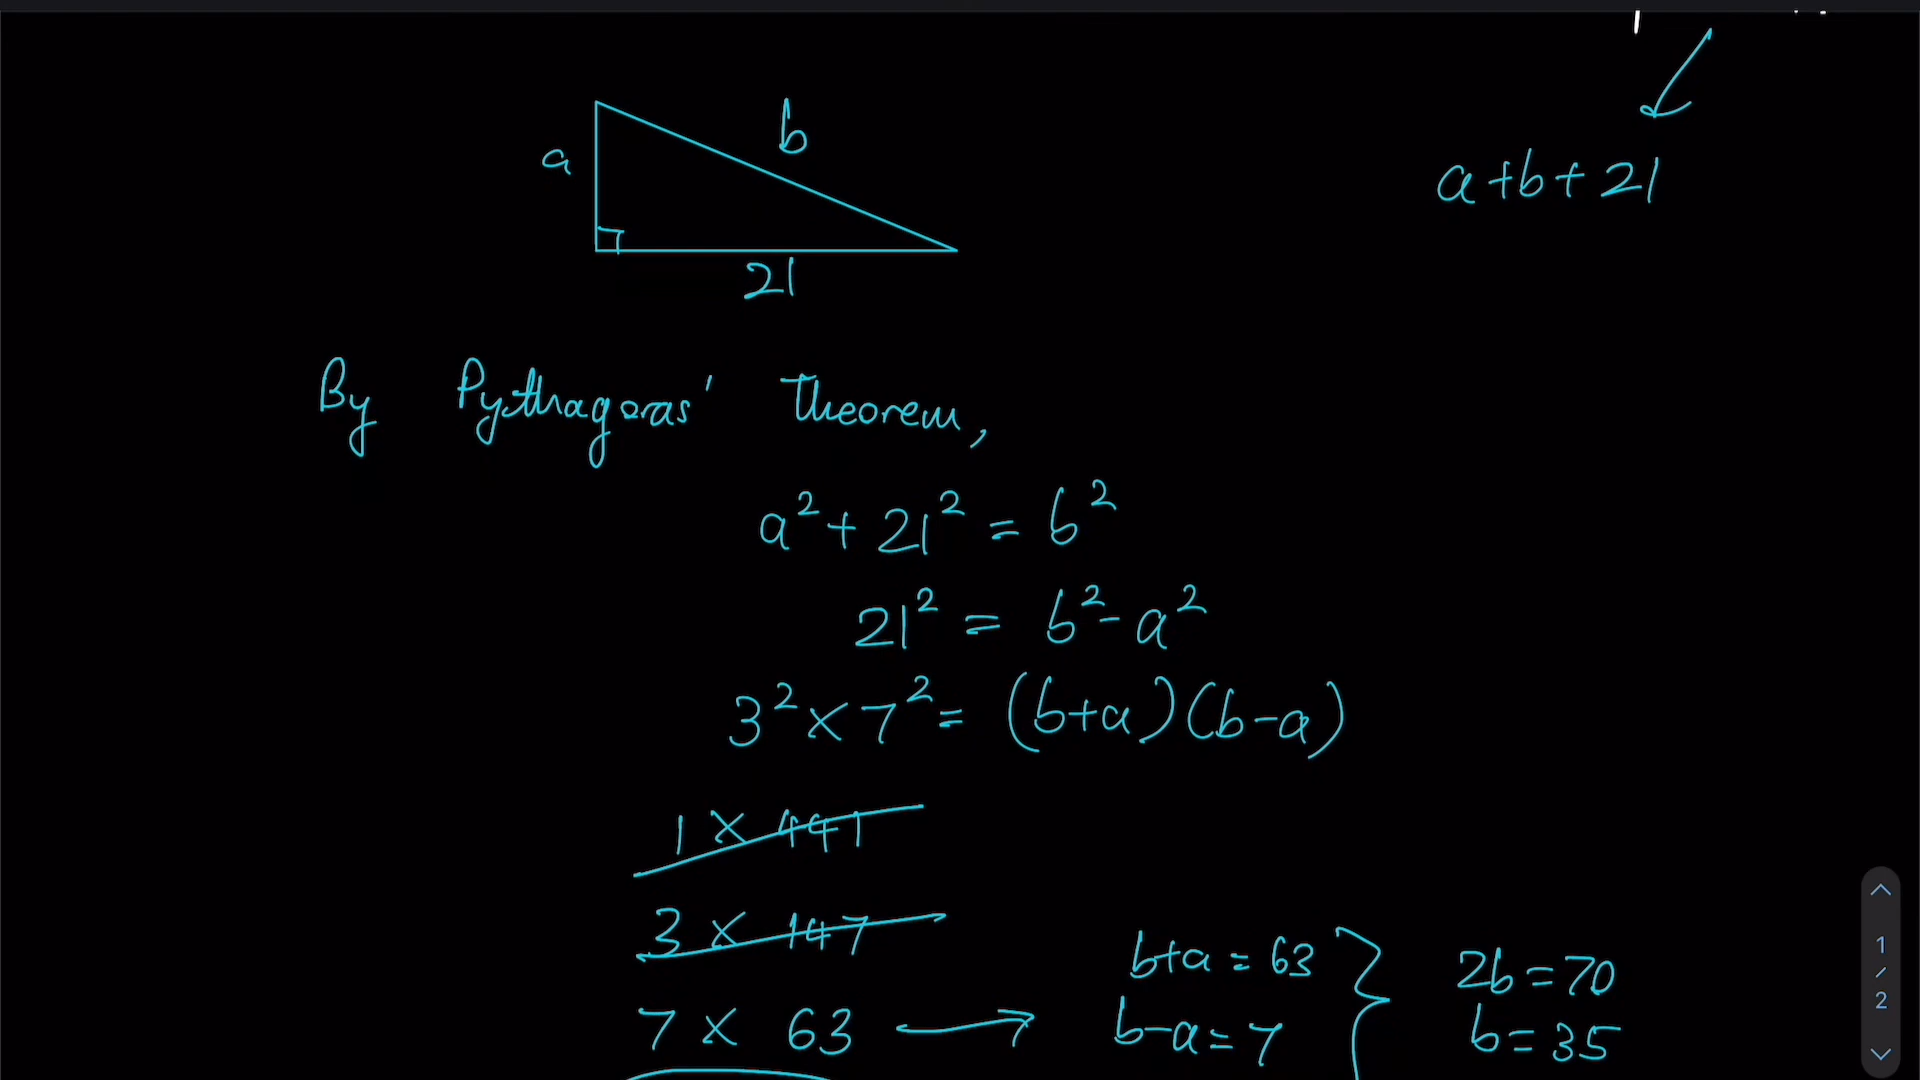 b
a
a+b+21
21
By Pythagoras' Theorem,
a² + 21² = b²
21² = b² - a²
3² × 7² = (b+a)(b-a)
1 × 441
3 × 147
b+a = 63
2b = 70
7 × 63 → b-a = 7
b = 35
1
/
2